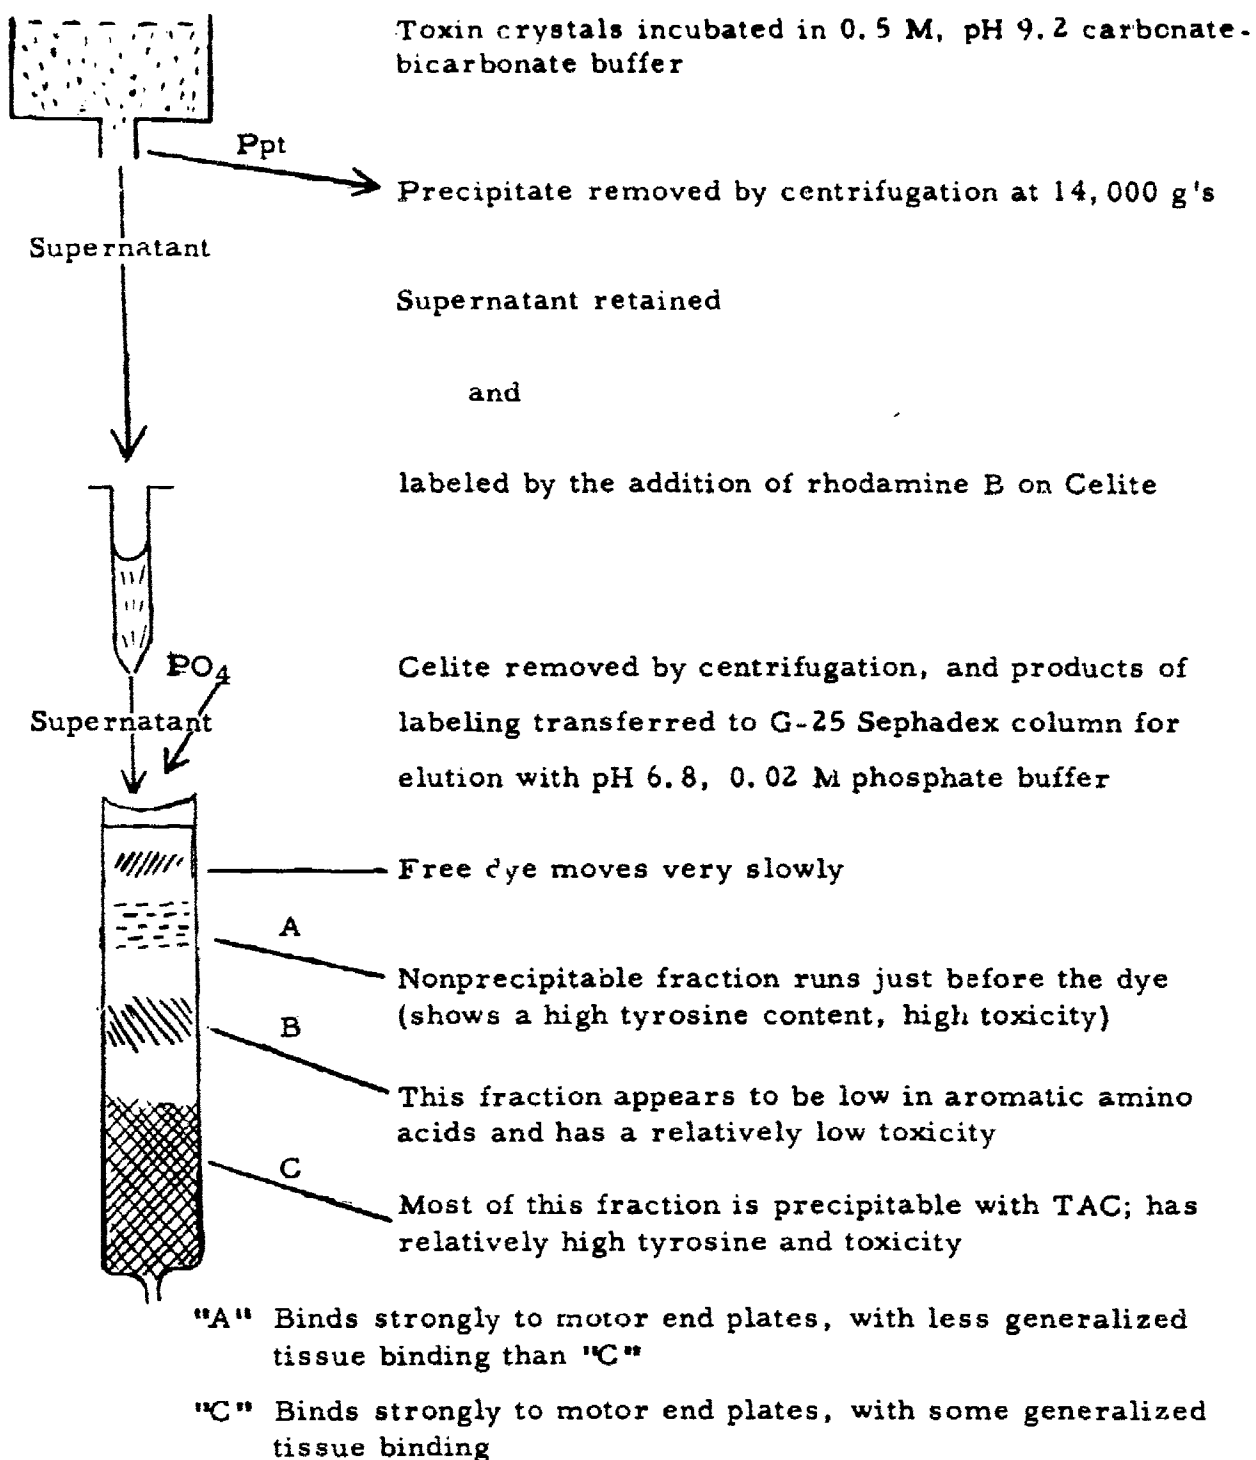 Toxin crystals incubated in 0.5 M, pH 9.2 carbonate-
bicarbonate buffer
Ppt
Precipitate removed by centrifugation at 14,000 g's
Supernatant
Supernatant retained
and
labeled by the addition of rhodamine B on Celite
PO4
Celite removed by centrifugation, and products of
Supernatant
labeling transferred to G-25 Sephadex column for
elution with pH 6.8, 0.02 M phosphate buffer
Free dye moves very slowly
A
Nonprecipitable fraction runs just before the dye
(shows a high tyrosine content, high toxicity)
B
This fraction appears to be low in aromatic amino
acids and has a relatively low toxicity
C
Most of this fraction is precipitable with TAC; has
relatively high tyrosine and toxicity
"A" Binds strongly to motor end plates, with less generalized
tissue binding than "C"
"C" Binds strongly to motor end plates, with some generalized
tissue binding